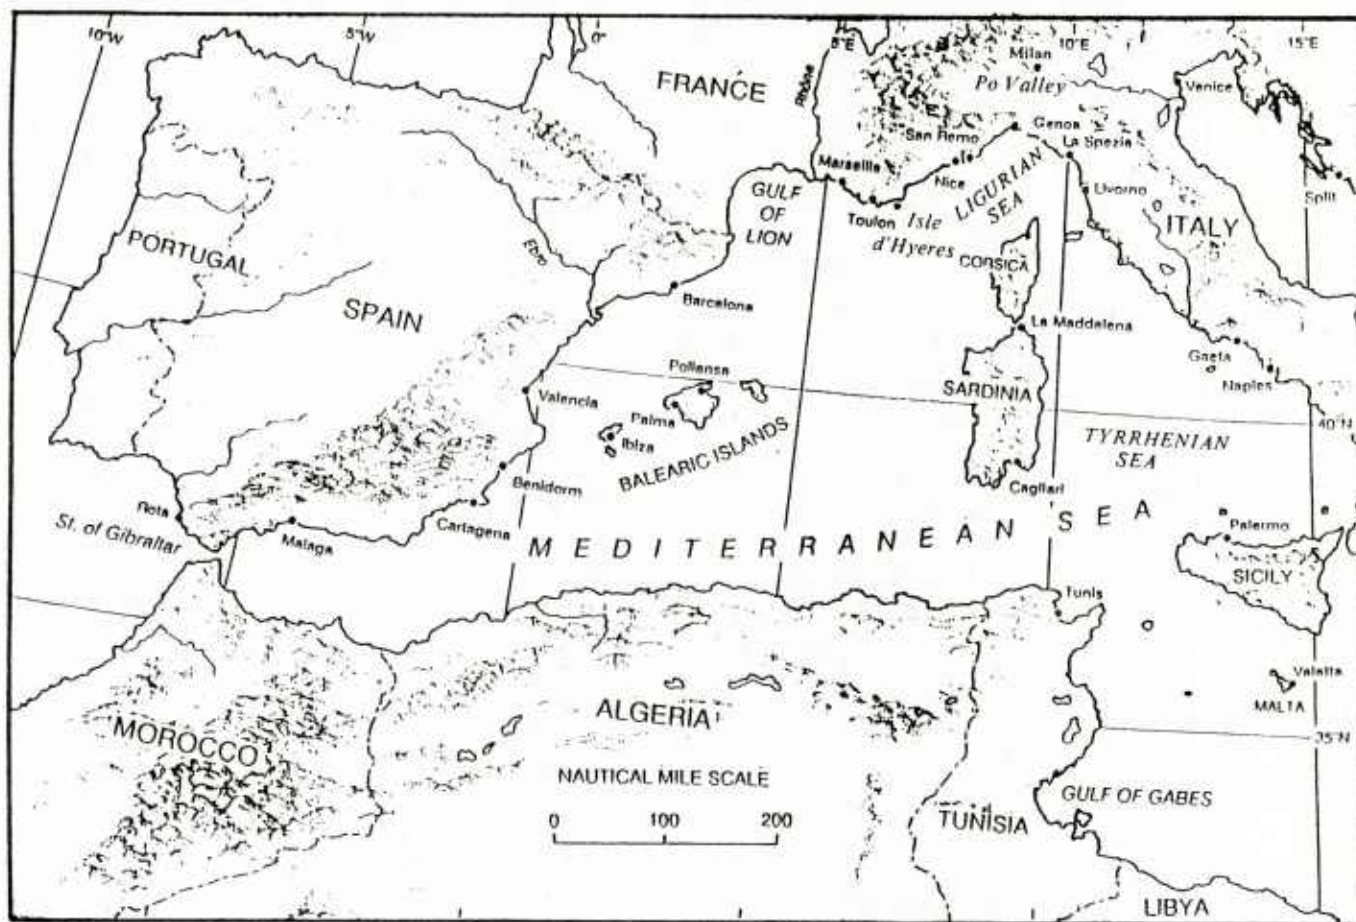 10°W
5°W
0°
5°E
10°E
15°E
FRANCE
Rhône
Milan
Po Valley
Venice
San Remo
Genoa
La Spezia
Marseille
Nice
LIGURIAN
SEA
Livorno
Split
GULF
OF
LION
Toulon
Isle
d'Hyeres
ITALY
CORSICA
PORTUGAL
Ebro
SPAIN
Barcelona
La Maddalena
Gaeta
Naples
Pollensa
SARDINIA
Valencia
Palma
Ibiza
BALEARIC ISLANDS
40°N
TYRRHENIAN
SEA
Benidorm
Cagliari
Rota
St. of Gibraltar
Malaga
Cartagena
MEDITERRANEAN SEA
Palermo
SICILY
Tunis
Valetta
MALTA
MOROCCO
ALGERIA
35°N
NAUTICAL MILE SCALE
0 100 200
GULF OF GABES
TUNISIA
LIBYA